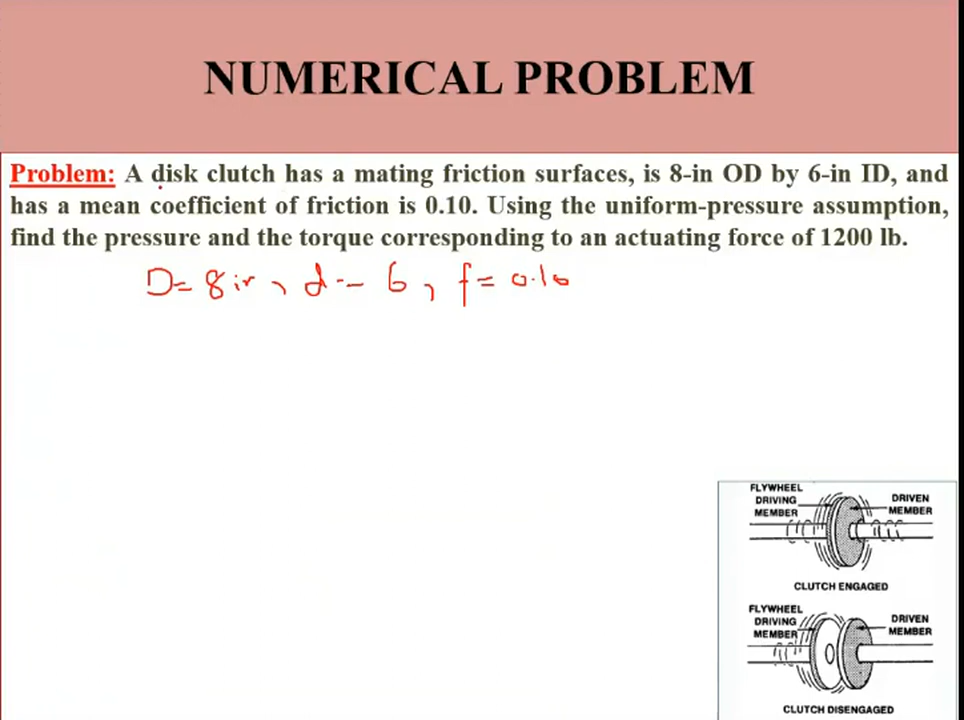 NUMERICAL PROBLEM
Problem: A disk clutch has a mating friction surfaces, is 8-in OD by 6-in ID, and
has a mean coefficient of friction is 0.10. Using the uniform-pressure assumption,
find the pressure and the torque corresponding to an actuating force of 1200 lb.
D= 8 in, d = 6, f= 0.10
FLYWHEEL
DRIVING
MEMBER
DRIVEN
MEMBER
CLUTCH ENGAGED
FLYWHEEL
DRIVING
MEMBER
DRIVEN
MEMBER
CLUTCH DISENGAGED